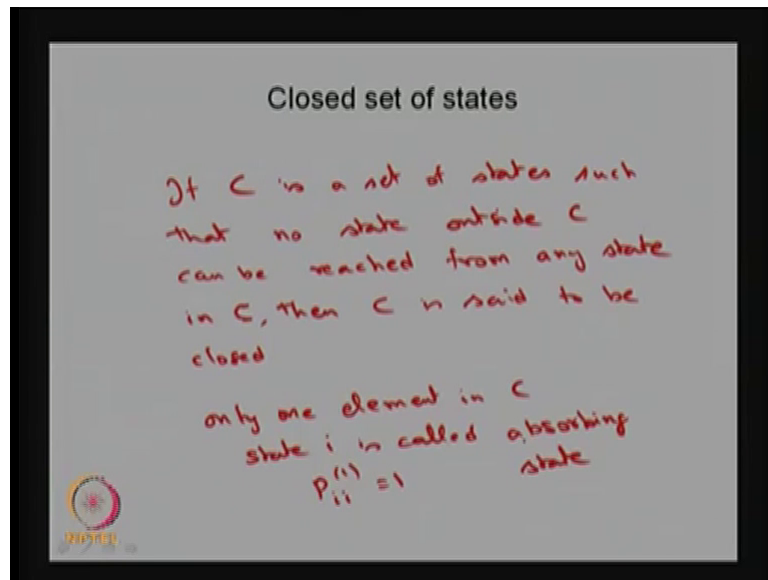 Closed set of states
If C is a set of states such
that no state outside C
can be reached from any state
in C, then C is said to be
closed
only one element in C
state i is called absorbing
state
P_{ii}^{(1)} = 1
NPTEL